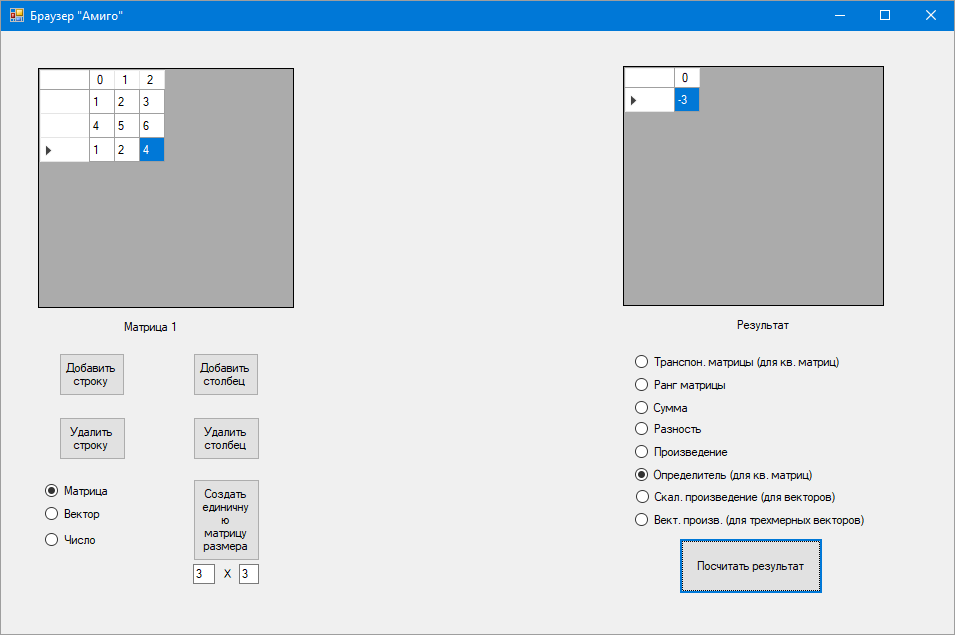 Браузер "Амиго"
0 1 2
1 2 3
4 5 6
1 2 4
Матрица 1
Добавить
строку
Добавить
столбец
Удалить
строку
Удалить
столбец
Матрица
Вектор
Число
Создать
единичну
ю
матрицу
размера
3 X 3
0
-3
Результат
Транспон. матрицы (для кв. матриц)
Ранг матрицы
Сумма
Разность
Произведение
Определитель (для кв. матриц)
Скал. произведение (для векторов)
Вект. произв. (для трехмерных векторов)
Посчитать результат